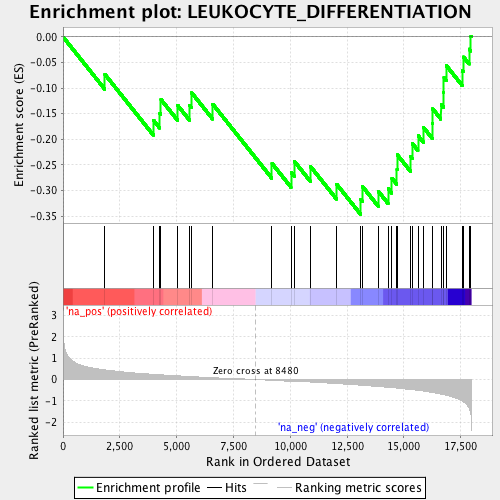 Enrichment plot: LEUKOCYTE_DIFFERENTIATION
Enrichment score (ES)
0.00
-0.05
-0.10
-0.15
-0.20
-0.25
-0.30
-0.35
'na_pos' (positively correlated)
Ranked list metric (PreRanked)
3
2
1
0
-1
-2
Zero cross at 8480
'na_neg' (negatively correlated)
0 2,500 5,000 7,500 10,000 12,500 15,000 17,500
Rank in Ordered Dataset
Enrichment profile Hits Ranking metric scores